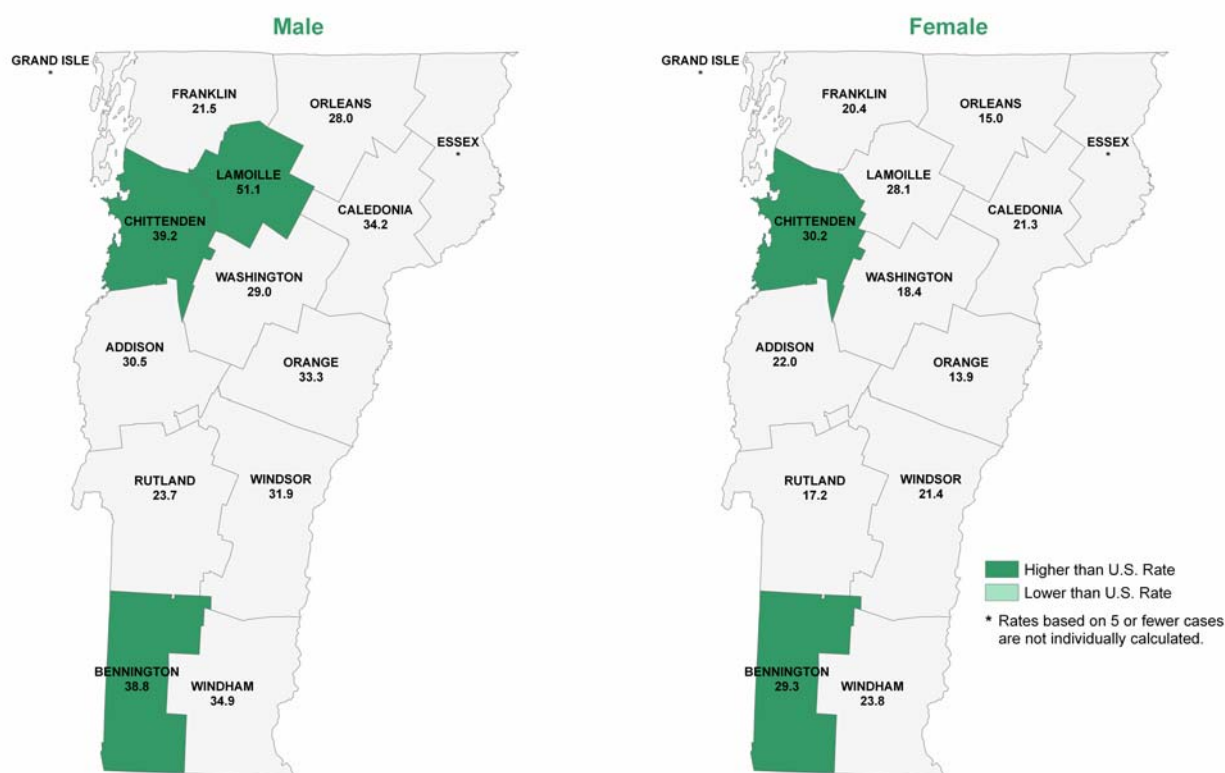 Male
GRAND ISLE
*
FRANKLIN
21.5
ORLEANS
28.0
ESSEX
*
LAMOILLE
51.1
CHITTENDEN
39.2
CALEDONIA
34.2
WASHINGTON
29.0
ADDISON
30.5
ORANGE
33.3
RUTLAND
23.7
WINDSOR
31.9
BENNINGTON
38.8
WINDHAM
34.9
Female
GRAND ISLE
*
FRANKLIN
20.4
ORLEANS
15.0
ESSEX
*
LAMOILLE
28.1
CHITTENDEN
30.2
CALEDONIA
21.3
WASHINGTON
18.4
ADDISON
22.0
ORANGE
13.9
RUTLAND
17.2
WINDSOR
21.4
BENNINGTON
29.3
WINDHAM
23.8
Higher than U.S. Rate
Lower than U.S. Rate
* Rates based on 5 or fewer cases
are not individually calculated.